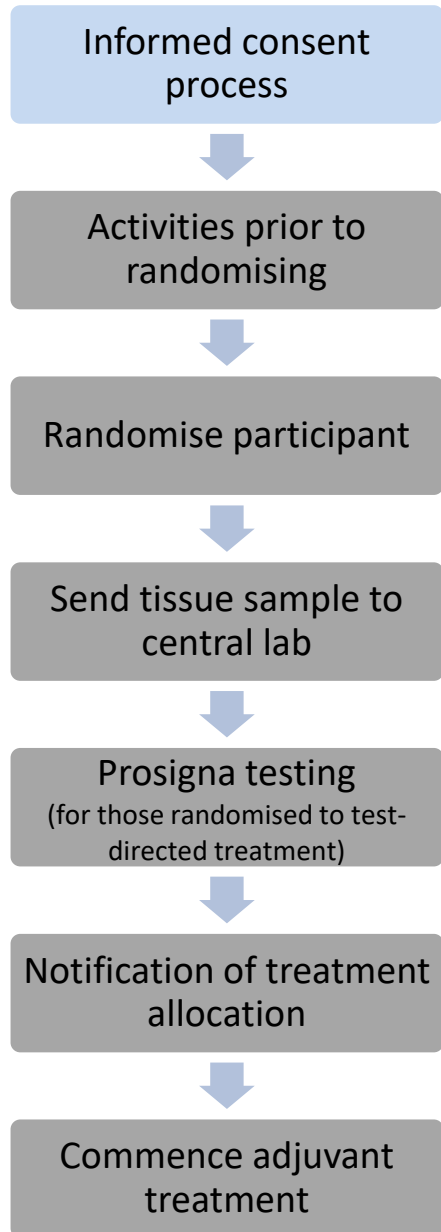 Informed consent
process
Activities prior to
randomising
Randomise participant
Send tissue sample to
central lab
Prosigna testing
(for those randomised to test-
directed treatment)
Notification of treatment
allocation
Commence adjuvant
treatment